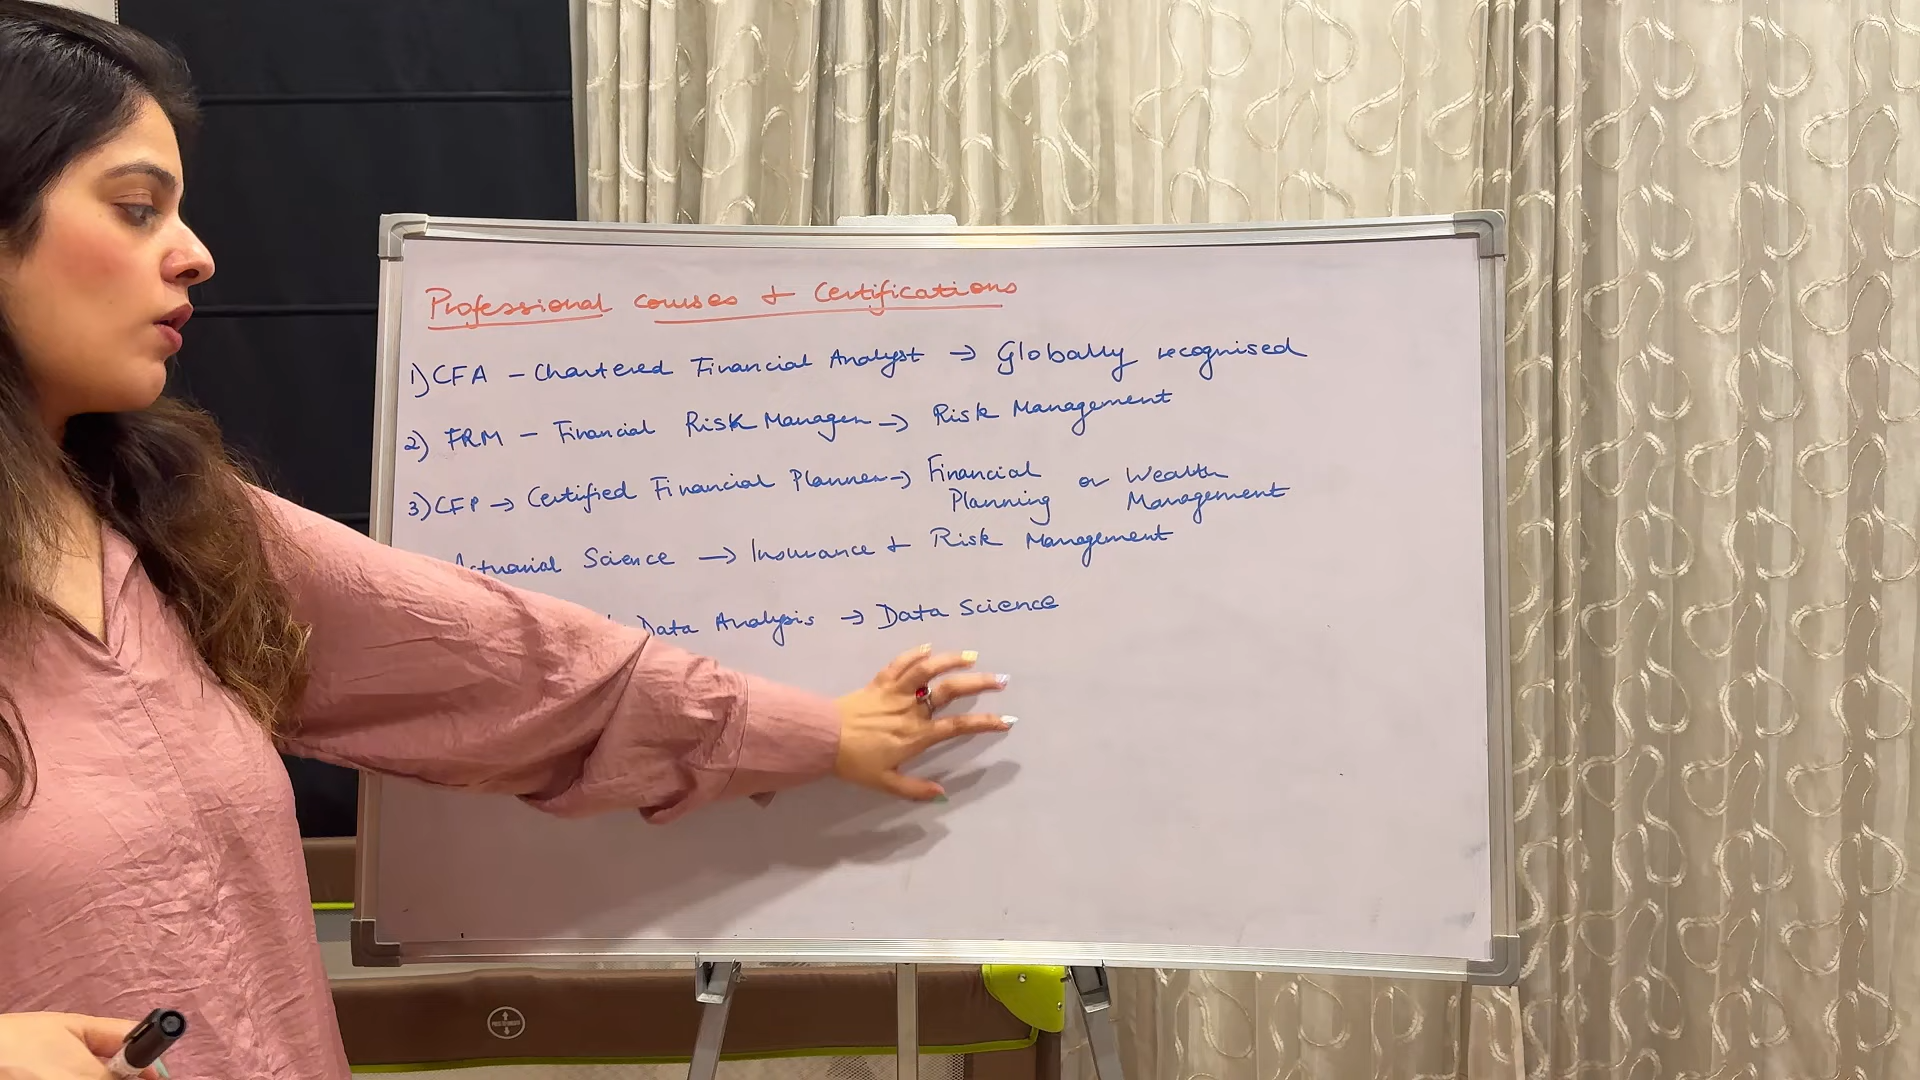 Professional courses & Certifications
1) CFA – Chartered Financial Analyst → Globally recognised
2) FRM – Financial Risk Manager → Risk Management
3) CFP → Certified Financial Planner → Financial Planning or Wealth Management
Actuarial Science → Insurance & Risk Management
Data Analysis → Data Science